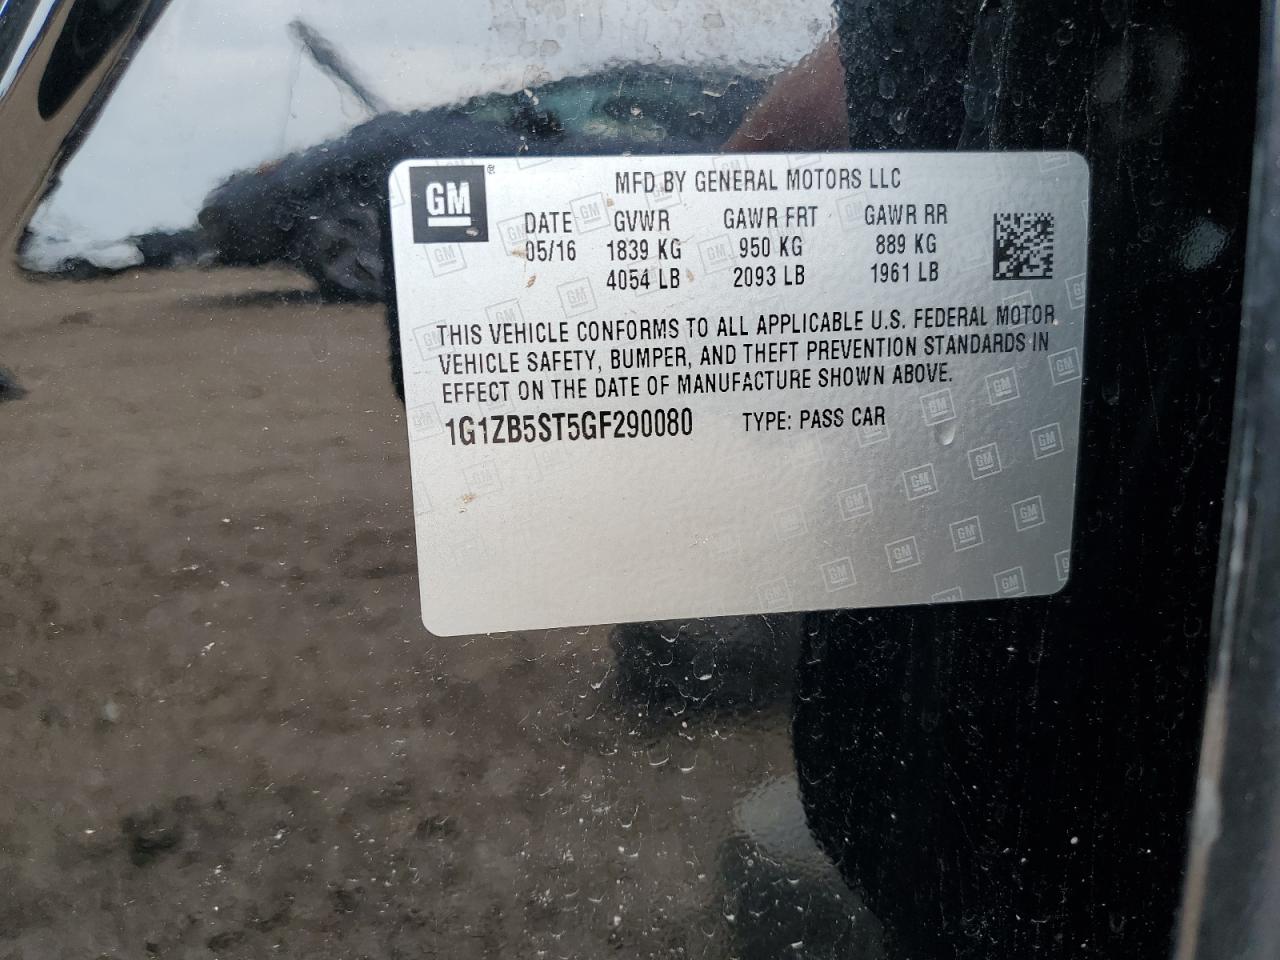 GM ® MFD BY GENERAL MOTORS LLC
DATE GVWR GAWR FRT GAWR RR
05/16 1839 KG 950 KG 889 KG
4054 LB 2093 LB 1961 LB
THIS VEHICLE CONFORMS TO ALL APPLICABLE U.S. FEDERAL MOTOR
VEHICLE SAFETY, BUMPER, AND THEFT PREVENTION STANDARDS IN
EFFECT ON THE DATE OF MANUFACTURE SHOWN ABOVE.
1G1ZB5ST5GF290080 TYPE: PASS CAR